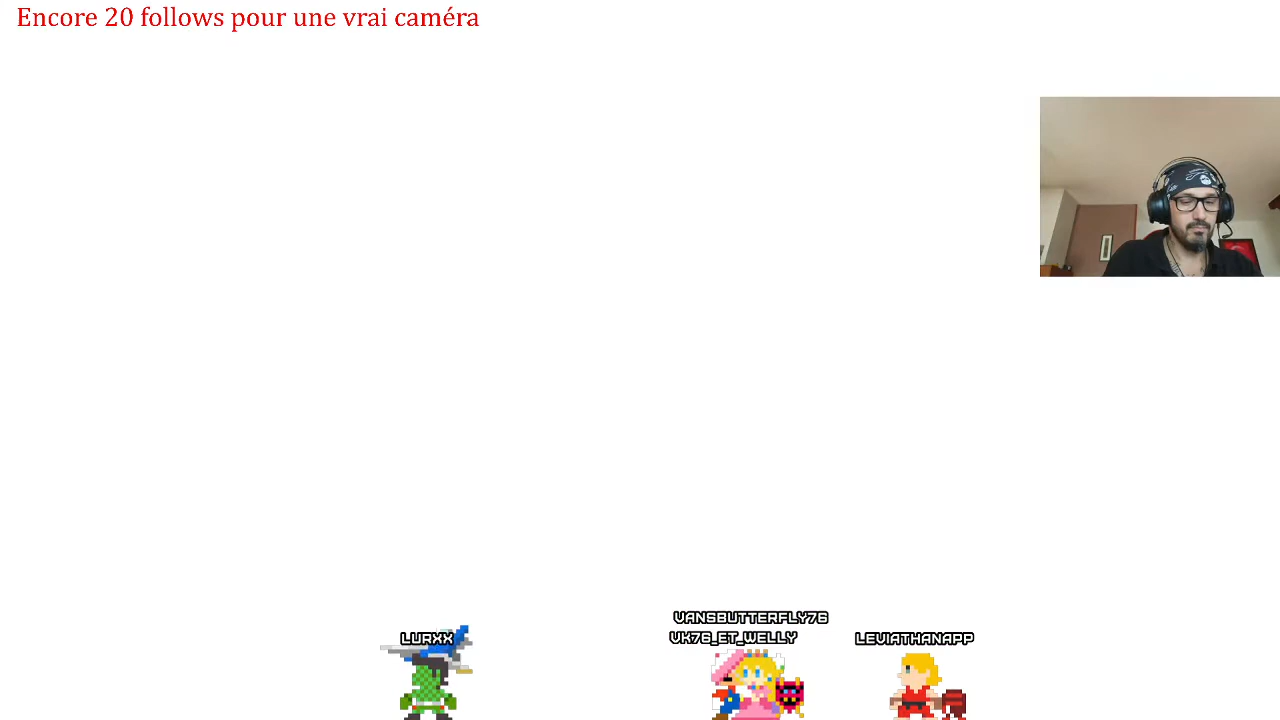 Encore 20 follows pour une vrai caméra
VANSBUTTERFLY76
LURXX
VK76_ET_WELLY
LEVIATHANAPP